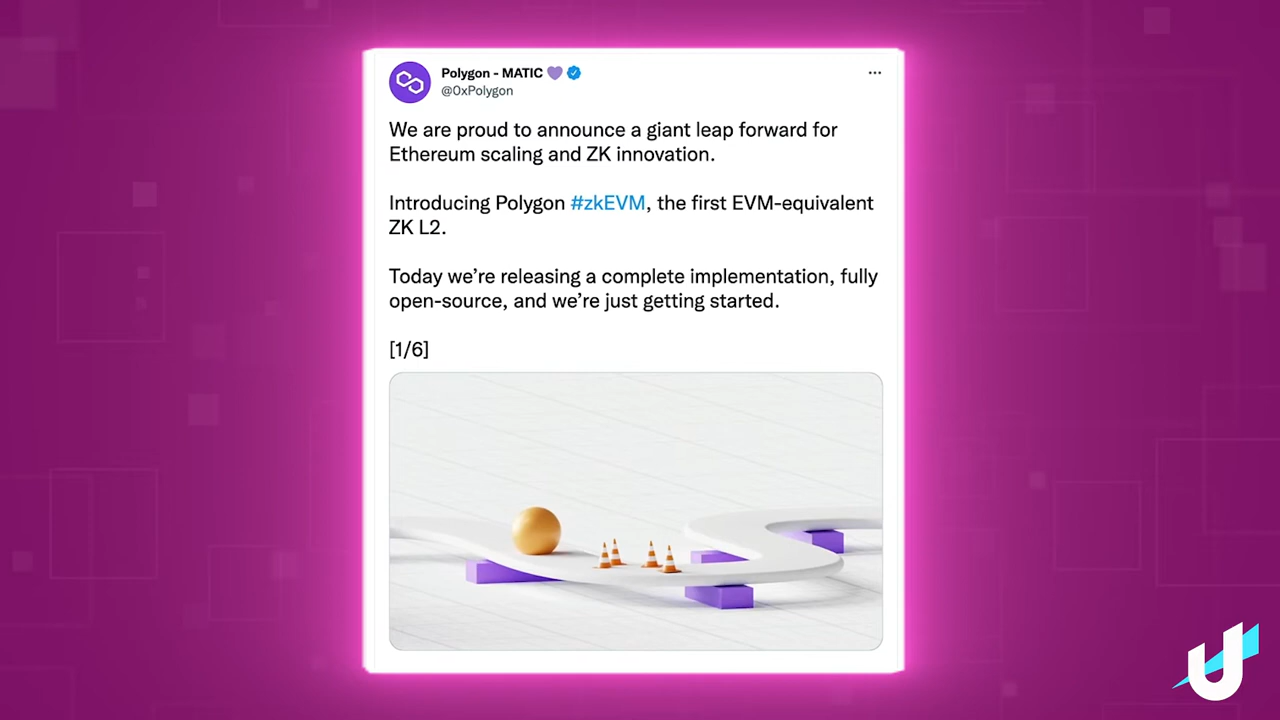 Polygon - MATIC 💜
@0xPolygon
We are proud to announce a giant leap forward for
Ethereum scaling and ZK innovation.
Introducing Polygon #zkEVM, the first EVM-equivalent
ZK L2.
Today we’re releasing a complete implementation, fully
open-source, and we’re just getting started.
[1/6]